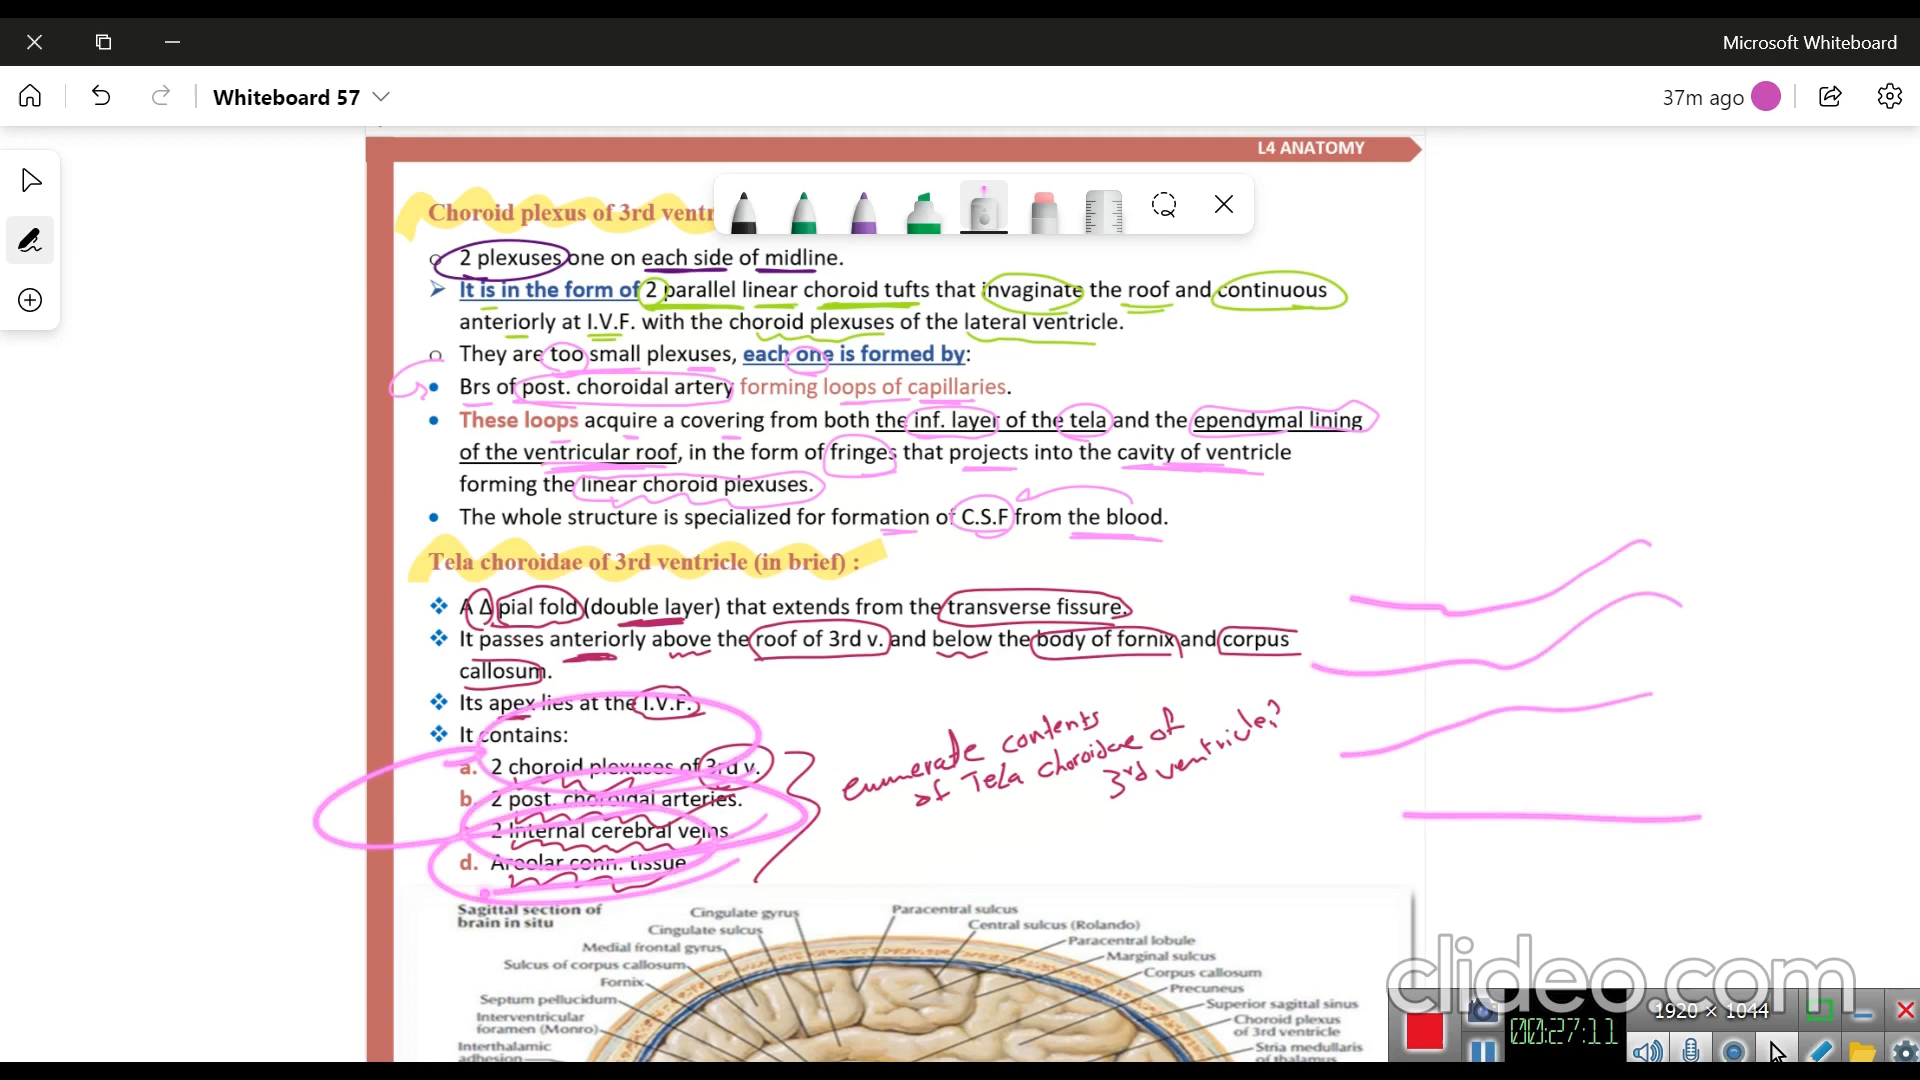 Microsoft Whiteboard
Whiteboard 57
37m ago
L4 ANATOMY
Choroid plexus of 3rd ventr
o 2 plexuses one on each side of midline.
➤ It is in the form of 2 parallel linear choroid tufts that invaginate the roof and continuous
anteriorly at I.V.F. with the choroid plexuses of the lateral ventricle.
o They are too small plexuses, each one is formed by:
• Brs of post. choroidal artery forming loops of capillaries.
• These loops acquire a covering from both the inf. layer of the tela and the ependymal lining
of the ventricular roof, in the form of fringes that projects into the cavity of ventricle
forming the linear choroid plexuses.
• The whole structure is specialized for formation of C.S.F from the blood.
Tela choroidae of 3rd ventricle (in brief) :
❖ A Δ pial fold (double layer) that extends from the transverse fissure.
❖ It passes anteriorly above the roof of 3rd v. and below the body of fornix and corpus
callosum.
❖ Its apex lies at the I.V.F.
❖ It contains:
a. 2 choroid plexuses of 3rd v.
b. 2 post. choroidal arteries.
2 Internal cerebral veins.
d. Areolar conn. tissue
enumerate contents
of Tela choroidae of
3rd ventricle?
Sagittal section of
brain in situ
Cingulate gyrus
Cingulate sulcus
Medial frontal gyrus
Sulcus of corpus callosum
Fornix
Septum pellucidum
Interventricular
foramen (Monro)
Interthalamic
adhesion
Paracentral sulcus
Central sulcus (Rolando)
Paracentral lobule
Marginal sulcus
Corpus callosum
Precuneus
Superior sagittal sinus
Choroid plexus
of 3rd ventricle
Stria medullaris
of thalamus
clideo.com
1920 × 1044
00:27:11